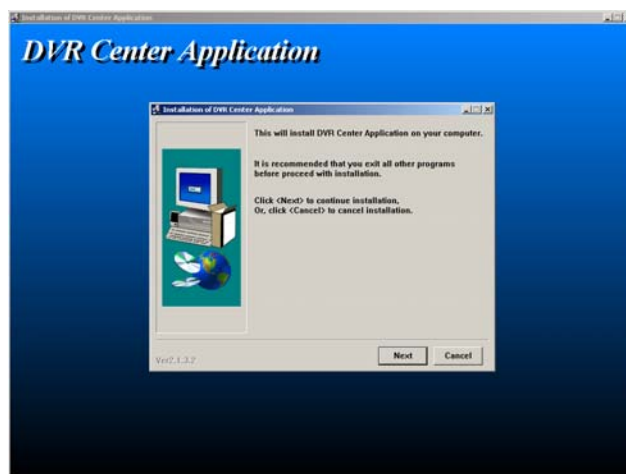 Installation of DVR Center Application
DVR Center Application
Installation of DVR Center Application
This will install DVR Center Application on your computer.
It is recommended that you exit all other programs
before proceed with installation.
Click <Next> to continue installation,
Or, click <Cancel> to cancel installation.
Ver2.1.3.2
Next Cancel